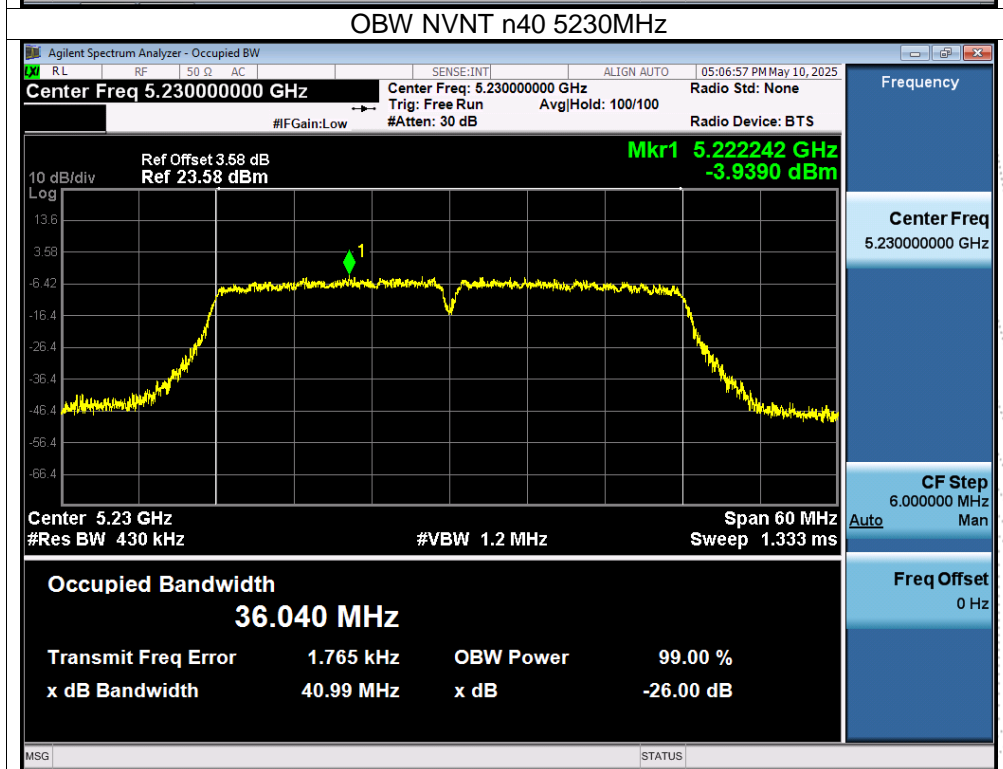 OBW NVNT n40 5230MHz
Agilent Spectrum Analyzer - Occupied BW
LXI RL RF 50 Ω AC SENSE:INT ALIGN AUTO 05:06:57 PM May 10, 2025
Center Freq 5.230000000 GHz Center Freq: 5.230000000 GHz Radio Std: None Frequency
Trig: Free Run Avg|Hold: 100/100
#IFGain:Low #Atten: 30 dB Radio Device: BTS
Mkr1 5.222242 GHz
-3.9390 dBm
Ref Offset 3.58 dB
10 dB/div Ref 23.58 dBm
Log
13.6
3.58
-6.42
-16.4
-26.4
-36.4
-46.4
-56.4
-66.4
1
Center Freq
5.230000000 GHz
Center 5.23 GHz Span 60 MHz
#Res BW 430 kHz #VBW 1.2 MHz Sweep 1.333 ms
CF Step
6.000000 MHz
Auto Man
Occupied Bandwidth
36.040 MHz
Freq Offset
0 Hz
Transmit Freq Error 1.765 kHz OBW Power 99.00 %
x dB Bandwidth 40.99 MHz x dB -26.00 dB
MSG STATUS